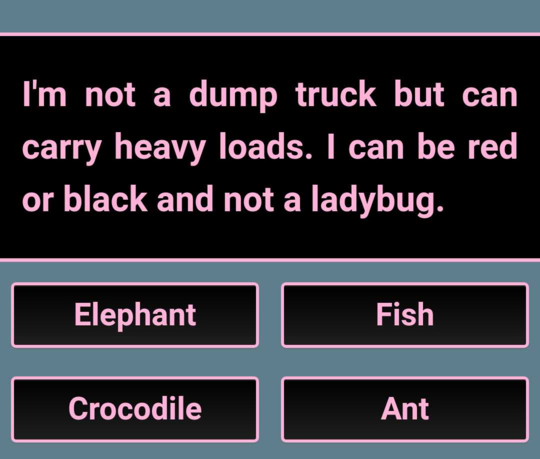 I'm not a dump truck but can
carry heavy loads. I can be red
or black and not a ladybug.
Elephant
Fish
Crocodile
Ant